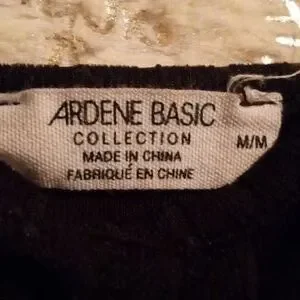 ARDENE BASIC
COLLECTION
M/M
MADE IN CHINA
FABRIQUÉ EN CHINE